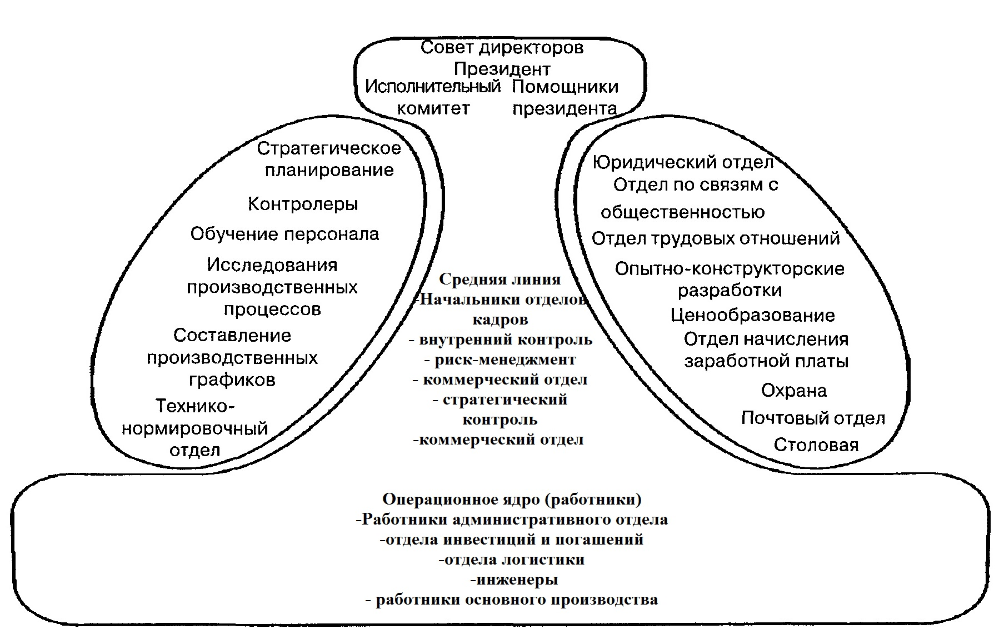 Совет директоров
Президент
Исполнительный
комитет
Помощники
президента
Стратегическое
планирование
Контролеры
Обучение персонала
Исследования
производственных
процессов
Составление
производственных
графиков
Технико-
нормировочный
отдел
Средняя линия
-Начальники отделов
кадров
- внутренний контроль
- риск-менеджмент
- коммерческий отдел
- стратегический
контроль
-коммерческий отдел
Юридический отдел
Отдел по связям с
общественностью
Отдел трудовых отношений
Опытно-конструкторские
разработки
Ценообразование
Отдел начисления
заработной платы
Охрана
Почтовый отдел
Столовая
Операционное ядро (работники)
-Работники административного отдела
-отдела инвестиций и погашений
-отдела логистики
-инженеры
- работники основного производства